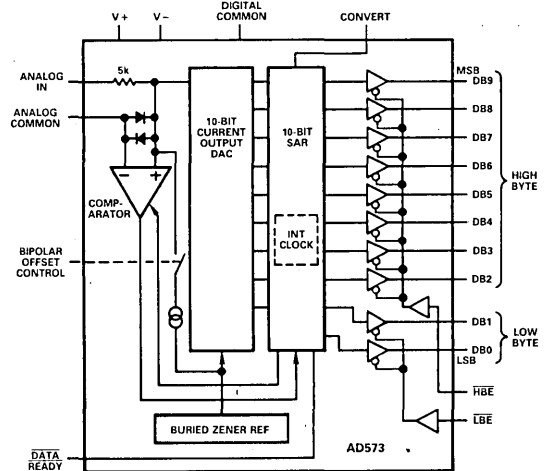 V+ V- DIGITAL COMMON CONVERT
ANALOG IN
5k
ANALOG COMMON
10-BIT CURRENT OUTPUT DAC
10-BIT SAR
INT CLOCK
- +
COMP-
ARATOR
BIPOLAR OFFSET CONTROL
BURIED ZENER REF
DATA READY
AD573
MSB
DB9
DB8
DB7
DB6
DB5
DB4
DB3
DB2
HIGH BYTE
DB1
DB0
LSB
LOW BYTE
HBE
LBE